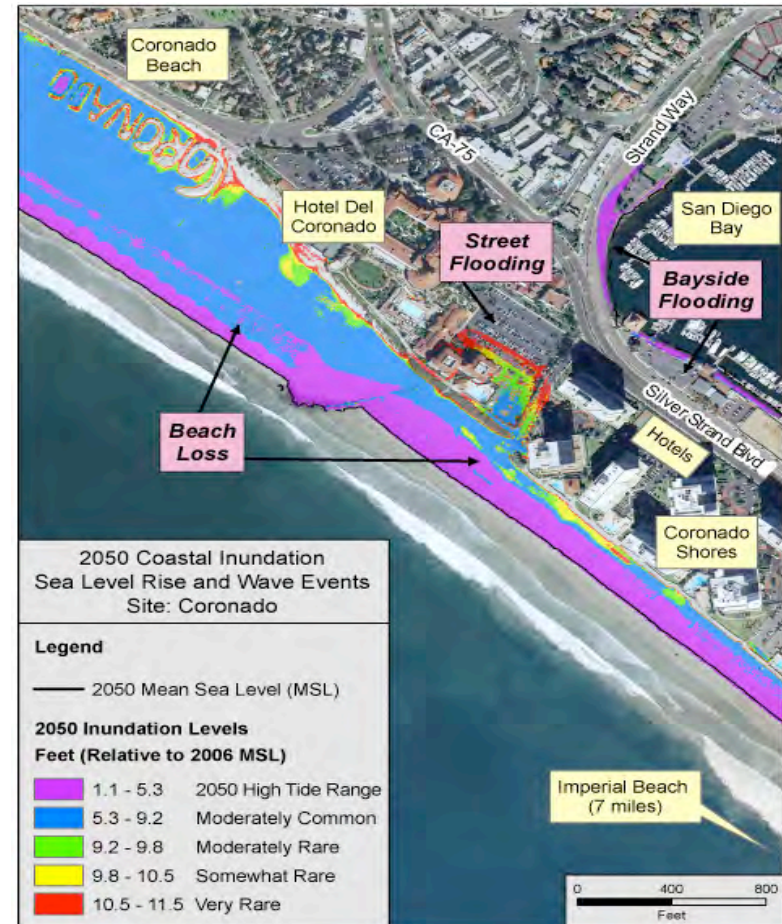 Coronado
Beach
CORONADO
CA-75
Strand Way
San Diego
Bay
Hotel Del
Coronado
Street
Flooding
Bayside
Flooding
Beach
Loss
Silver Strand Blvd
Hotels
Coronado
Shores
2050 Coastal Inundation
Sea Level Rise and Wave Events
Site: Coronado
Legend
2050 Mean Sea Level (MSL)
2050 Inundation Levels
Feet (Relative to 2006 MSL)
1.1 - 5.3 2050 High Tide Range
5.3 - 9.2 Moderately Common
9.2 - 9.8 Moderately Rare
9.8 - 10.5 Somewhat Rare
10.5 - 11.5 Very Rare
Imperial Beach
(7 miles)
0 400 800
Feet